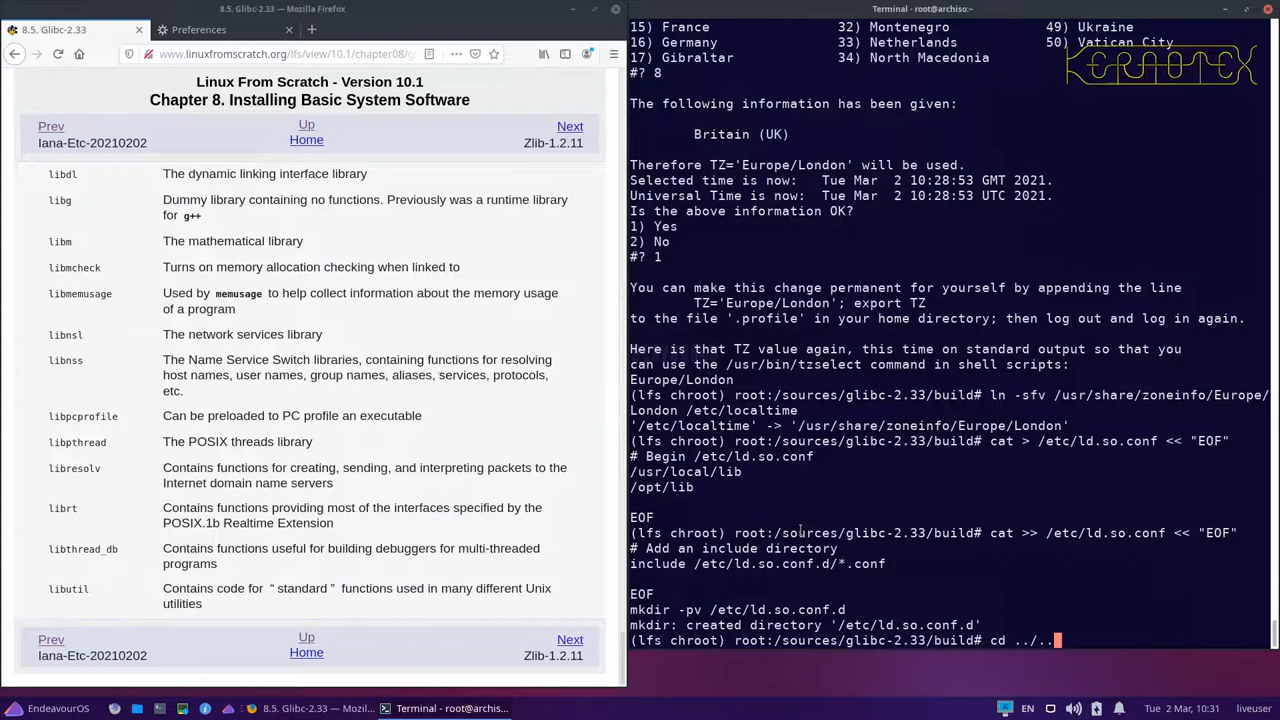 8.5. Glibc-2.33 — Mozilla Firefox
8.5. Glibc-2.33
Preferences
www.linuxfromscratch.org/lfs/view/10.1/chapter08/g
Linux From Scratch - Version 10.1
Chapter 8. Installing Basic System Software
Prev
Up
Next
Iana-Etc-20210202
Home
Zlib-1.2.11
libdl The dynamic linking interface library
libg Dummy library containing no functions. Previously was a runtime library
for g++
libm The mathematical library
libmcheck Turns on memory allocation checking when linked to
libmemusage Used by memusage to help collect information about the memory usage
of a program
libnsl The network services library
libnss The Name Service Switch libraries, containing functions for resolving
host names, user names, group names, aliases, services, protocols,
etc.
libpcprofile Can be preloaded to PC profile an executable
libpthread The POSIX threads library
libresolv Contains functions for creating, sending, and interpreting packets to the
Internet domain name servers
librt Contains functions providing most of the interfaces specified by the
POSIX.1b Realtime Extension
libthread_db Contains functions useful for building debuggers for multi-threaded
programs
libutil Contains code for “ standard ” functions used in many different Unix
utilities
Prev
Up
Next
Iana-Etc-20210202
Home
Zlib-1.2.11
Terminal - root@archiso:~
15) France 32) Montenegro 49) Ukraine
16) Germany 33) Netherlands 50) Vatican City
17) Gibraltar 34) North Macedonia
#? 8
The following information has been given:
Britain (UK)
Therefore TZ='Europe/London' will be used.
Selected time is now: Tue Mar 2 10:28:53 GMT 2021.
Universal Time is now: Tue Mar 2 10:28:53 UTC 2021.
Is the above information OK?
1) Yes
2) No
#? 1
You can make this change permanent for yourself by appending the line
TZ='Europe/London'; export TZ
to the file '.profile' in your home directory; then log out and log in again.
Here is that TZ value again, this time on standard output so that you
can use the /usr/bin/tzselect command in shell scripts:
Europe/London
(lfs chroot) root:/sources/glibc-2.33/build# ln -sfv /usr/share/zoneinfo/Europe/
London /etc/localtime
'/etc/localtime' -> '/usr/share/zoneinfo/Europe/London'
(lfs chroot) root:/sources/glibc-2.33/build# cat > /etc/ld.so.conf << "EOF"
# Begin /etc/ld.so.conf
/usr/local/lib
/opt/lib
EOF
(lfs chroot) root:/sources/glibc-2.33/build# cat >> /etc/ld.so.conf << "EOF"
# Add an include directory
include /etc/ld.so.conf.d/*.conf
EOF
mkdir -pv /etc/ld.so.conf.d
mkdir: created directory '/etc/ld.so.conf.d'
(lfs chroot) root:/sources/glibc-2.33/build# cd ../..
EndeavourOS
8.5. Glibc-2.33 — Mozil...
Terminal - root@archis...
EN
Tue 2 Mar, 10:31
liveuser